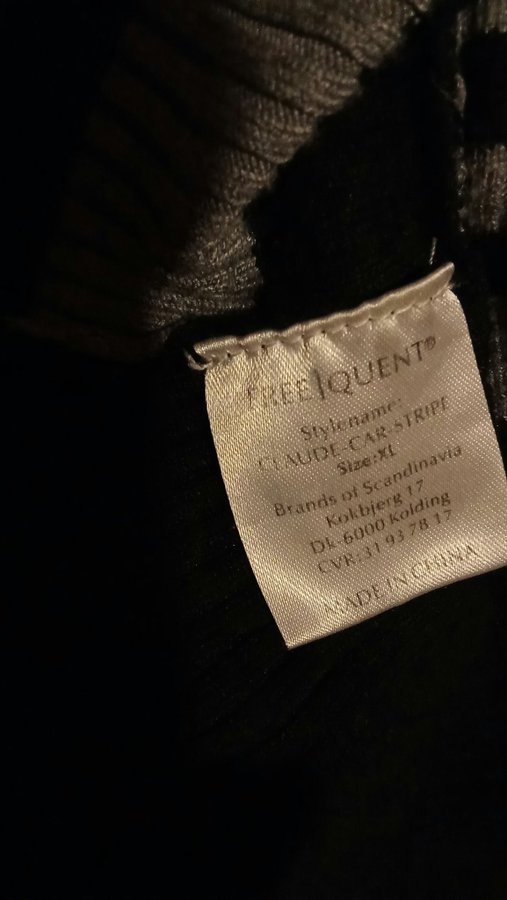 FREE|QUENT®
Stylename:
CLAUDE-CAR-STRIPE
Size:XL
Brands of Scandinavia
Kokbjerg 17
Dk-6000 Kolding
CVR:31 93 78 17
MADE IN CHINA